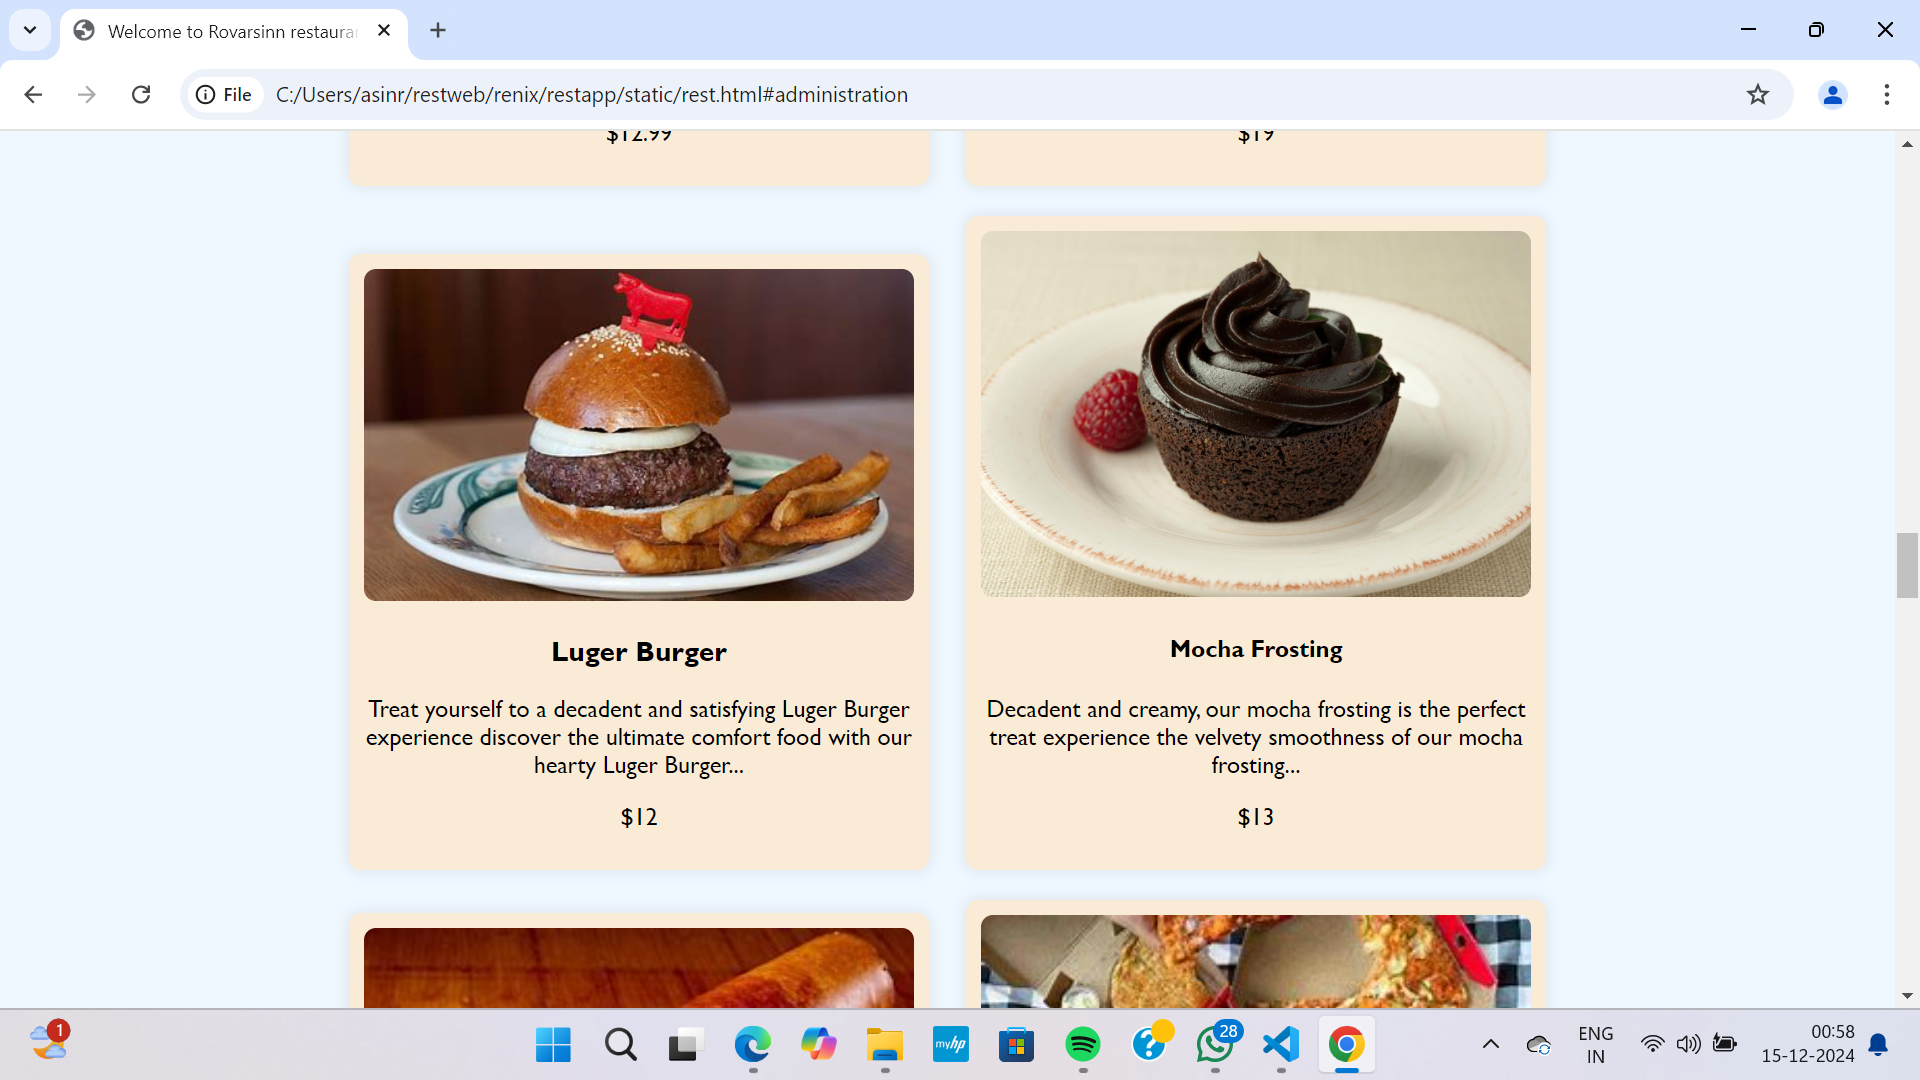 Welcome to Rovarsinn restaura
File
C:/Users/asinr/restweb/renix/restapp/static/rest.html#administration
$12.99
$19
Luger Burger
Treat yourself to a decadent and satisfying Luger Burger
experience discover the ultimate comfort food with our
hearty Luger Burger...
$12
Mocha Frosting
Decadent and creamy, our mocha frosting is the perfect
treat experience the velvety smoothness of our mocha
frosting...
$13
1
myhp
28
ENG
IN
00:58
15-12-2024